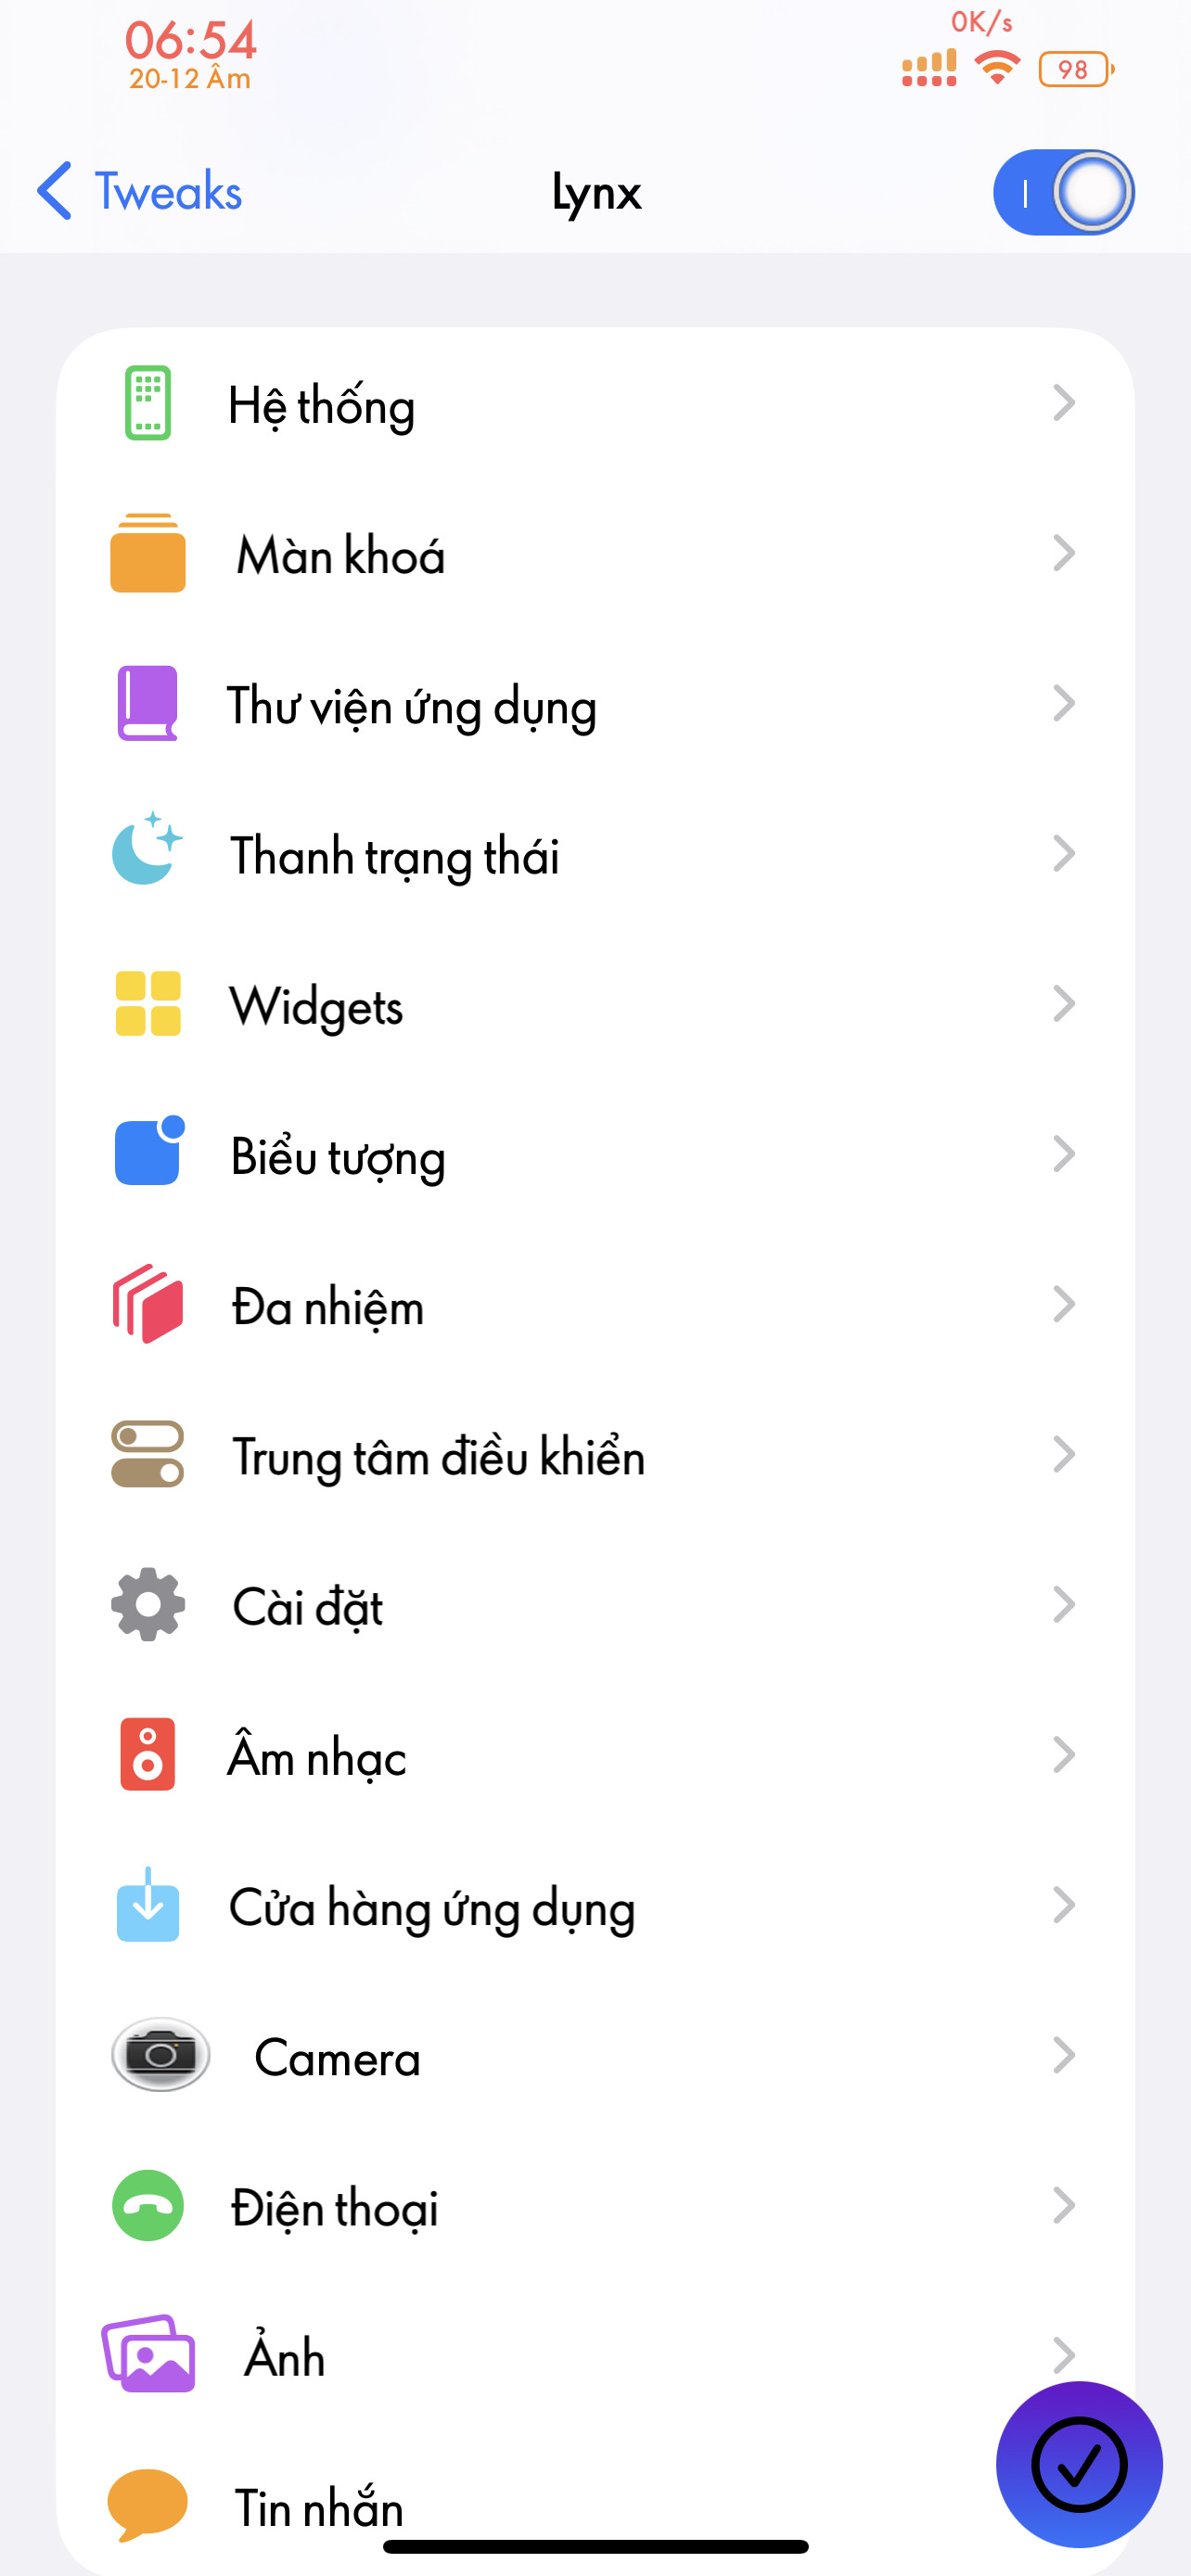 06:54
20-12 Âm
0K/s
98
Tweaks
Lynx
Hệ thống
Màn khoá
Thư viện ứng dụng
Thanh trạng thái
Widgets
Biểu tượng
Đa nhiệm
Trung tâm điều khiển
Cài đặt
Âm nhạc
Cửa hàng ứng dụng
Camera
Điện thoại
Ảnh
Tin nhắn